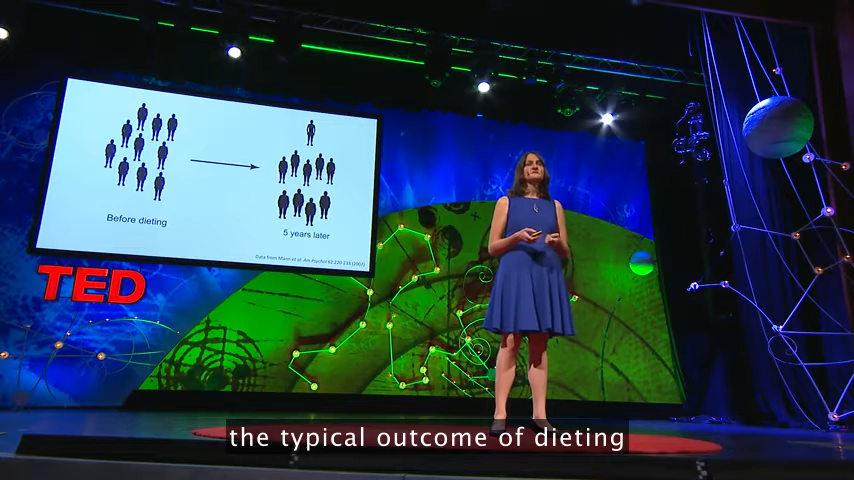 Before dieting
5 years later
Data from Mann et al. Am Psychol 62:220-233 (2007)
TED
the typical outcome of dieting